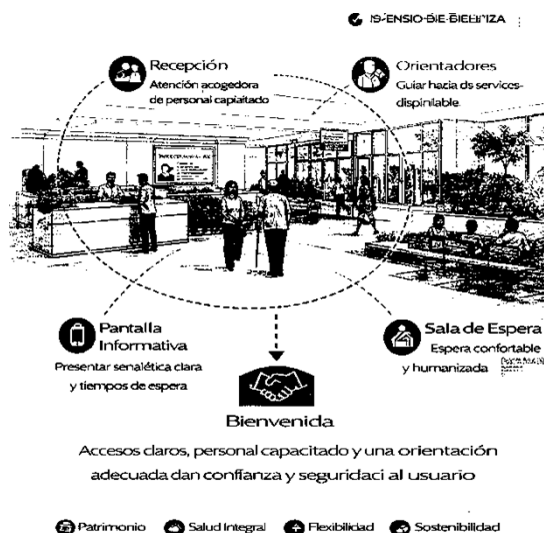 Recepción
Atención acogedora
de personal capiaitado
Orientadores
Guiar hacia ds services-
dispinlable.
Pantalla
Informativa
Presentar senalética clara
y tiempos de espera
Sala de Espera
Espera confortable
y humanizada
Bienvenida
Accesos claros, personal capacitado y una orientación
adecuada dan confianza y seguridaci al usuario
Patrimonio
Salud Integral
Flexibilidad
Sostenibilidad